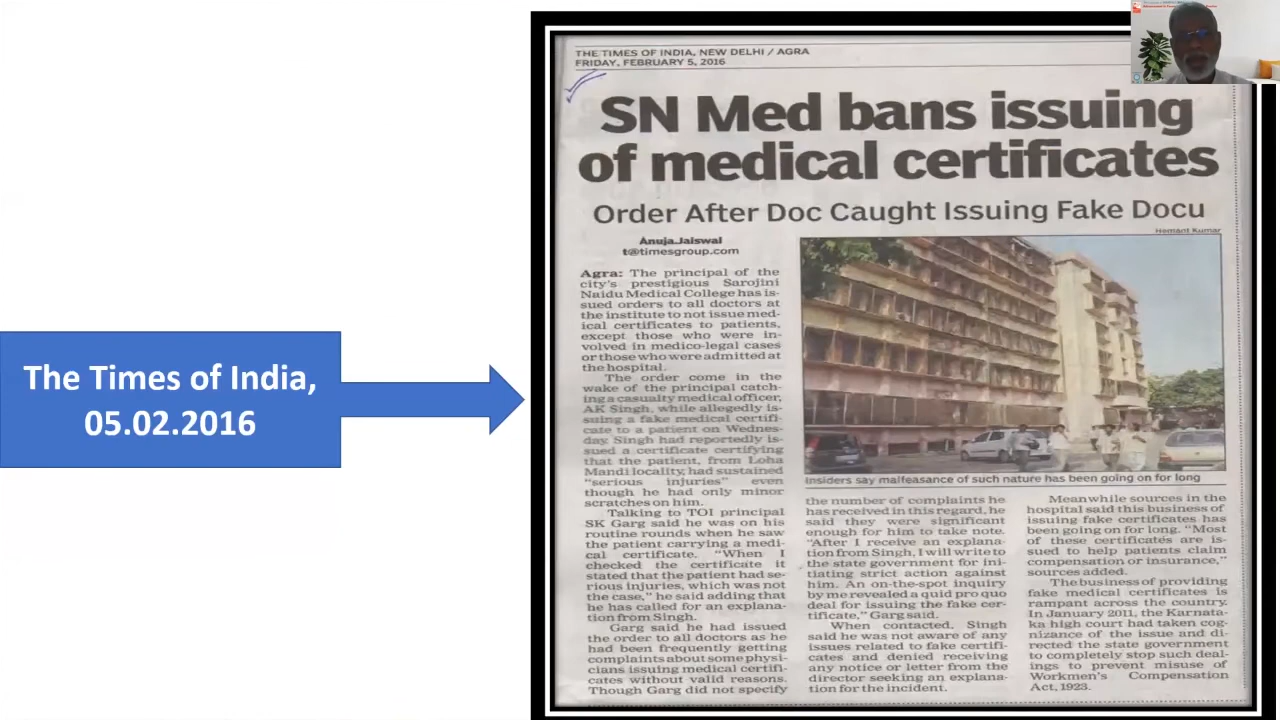 The Times of India,
05.02.2016
THE TIMES OF INDIA, NEW DELHI / AGRA
FRIDAY, FEBRUARY 5, 2016
SN Med bans issuing
of medical certificates
Order After Doc Caught Issuing Fake Docu
Hemant Kumar
Anuja.Jaiswal
t@timesgroup.com
Agra: The principal of the
city's prestigious Sarojini
Naidu Medical College has is-
sued orders to all doctors at
the institute to not issue med-
ical certificates to patients,
except those who were in-
volved in medico-legal cases
or those who were admitted at
the hospital.
The order come in the
wake of the principal catch-
ing a casualty medical officer,
AK Singh, while allegedly is-
suing a fake medical certifi-
cate to a patient on Wednes-
day. Singh had reportedly is-
sued a certificate certifying
that the patient, from Loha
Mandi locality, had sustained
"serious injuries" even
though he had only minor
scratches on him.
Talking to TOI principal
SK Garg said he was on his
routine rounds when he saw
the patient carrying a medi-
cal certificate. "When I
checked the certificate it
stated that the patient had se-
rious injuries, which was not
the case," he said adding that
he has called for an explana-
tion from Singh.
Garg said he had issued
the order to all doctors as he
had been frequently getting
complaints about some physi-
cians issuing medical certifi-
cates without valid reasons.
Though Garg did not specify
Insiders say malfeasance of such nature has been going on for long
the number of complaints he
has received in this regard, he
said they were significant
enough for him to take note.
"After I receive an explana-
tion from Singh, I will write to
the state government for ini-
tiating strict action against
him. An on-the-spot inquiry
by me revealed a quid pro quo
deal for issuing the fake cer-
tificate," Garg said.
When contacted, Singh
said he was not aware of any
issues related to fake certifi-
cates and denied receiving
any notice or letter from the
director seeking an explana-
tion for the incident.
Meanwhile sources in the
hospital said this business of
issuing fake certificates has
been going on for long. "Most
of these certificates are is-
sued to help patients claim
compensation or insurance,"
sources added.
The business of providing
fake medical certificates is
rampant across the country.
In January 2011, the Karnata-
ka high court had taken cog-
nizance of the issue and di-
rected the state government
to completely stop such deal-
ings to prevent misuse of
Workmen's Compensation
Act, 1923.